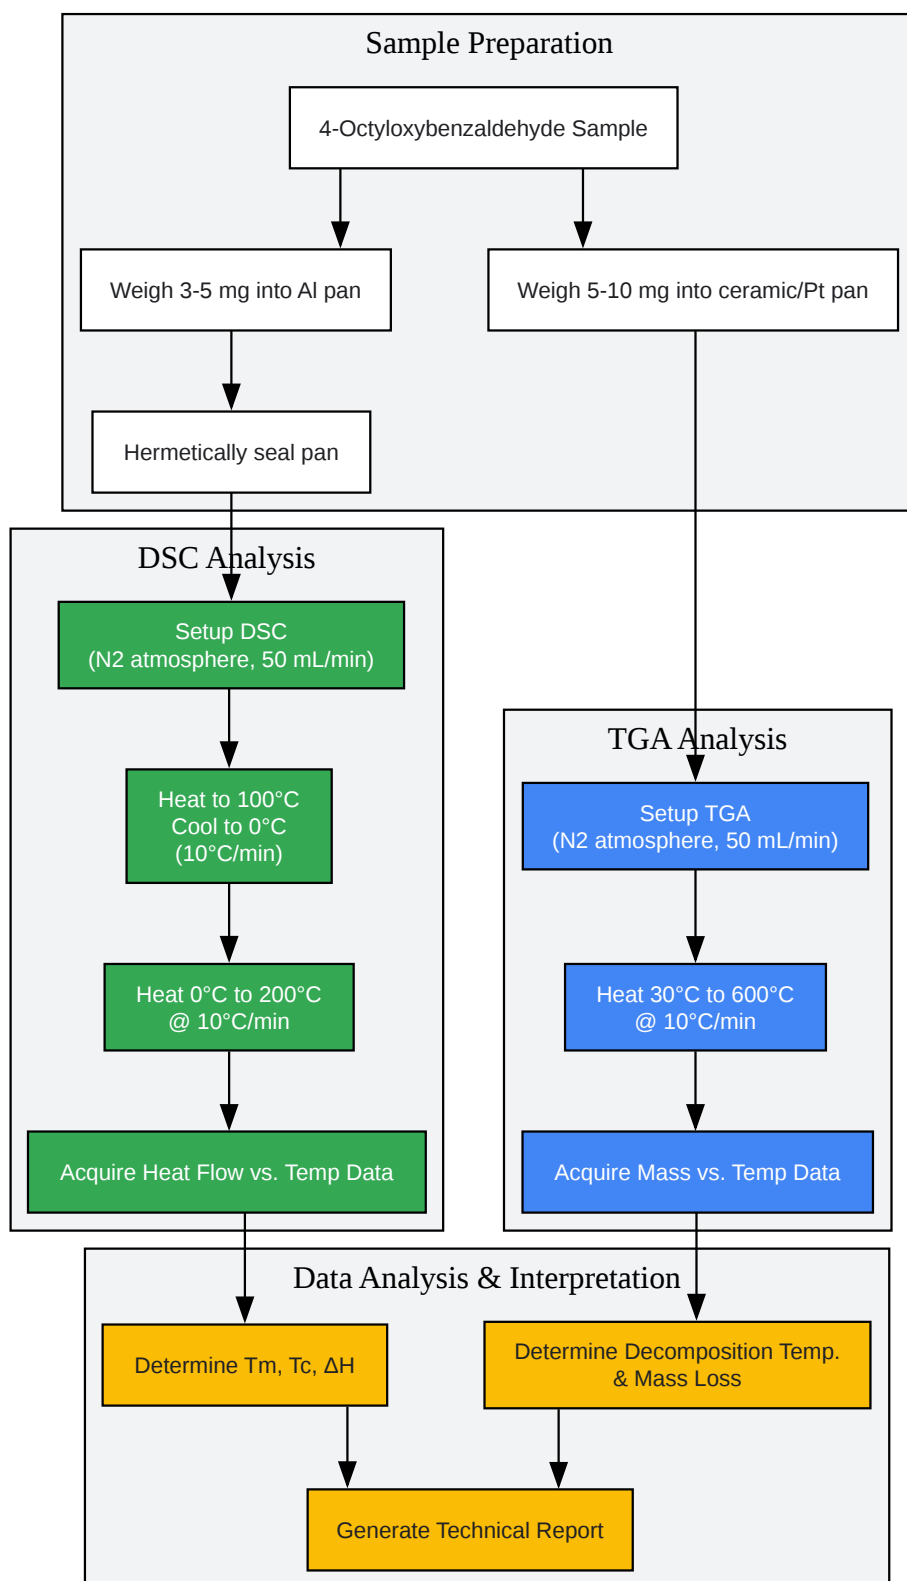 Sample Preparation
4-Octyloxybenzaldehyde Sample
Weigh 3-5 mg into Al pan
Weigh 5-10 mg into ceramic/Pt pan
Hermetically seal pan
DSC Analysis
Setup DSC
(N2 atmosphere, 50 mL/min)
Heat to 100°C
Cool to 0°C
(10°C/min)
Heat 0°C to 200°C
@ 10°C/min
Acquire Heat Flow vs. Temp Data
TGA Analysis
Setup TGA
(N2 atmosphere, 50 mL/min)
Heat 30°C to 600°C
@ 10°C/min
Acquire Mass vs. Temp Data
Data Analysis & Interpretation
Determine Tm, Tc, ΔH
Determine Decomposition Temp.
& Mass Loss
Generate Technical Report